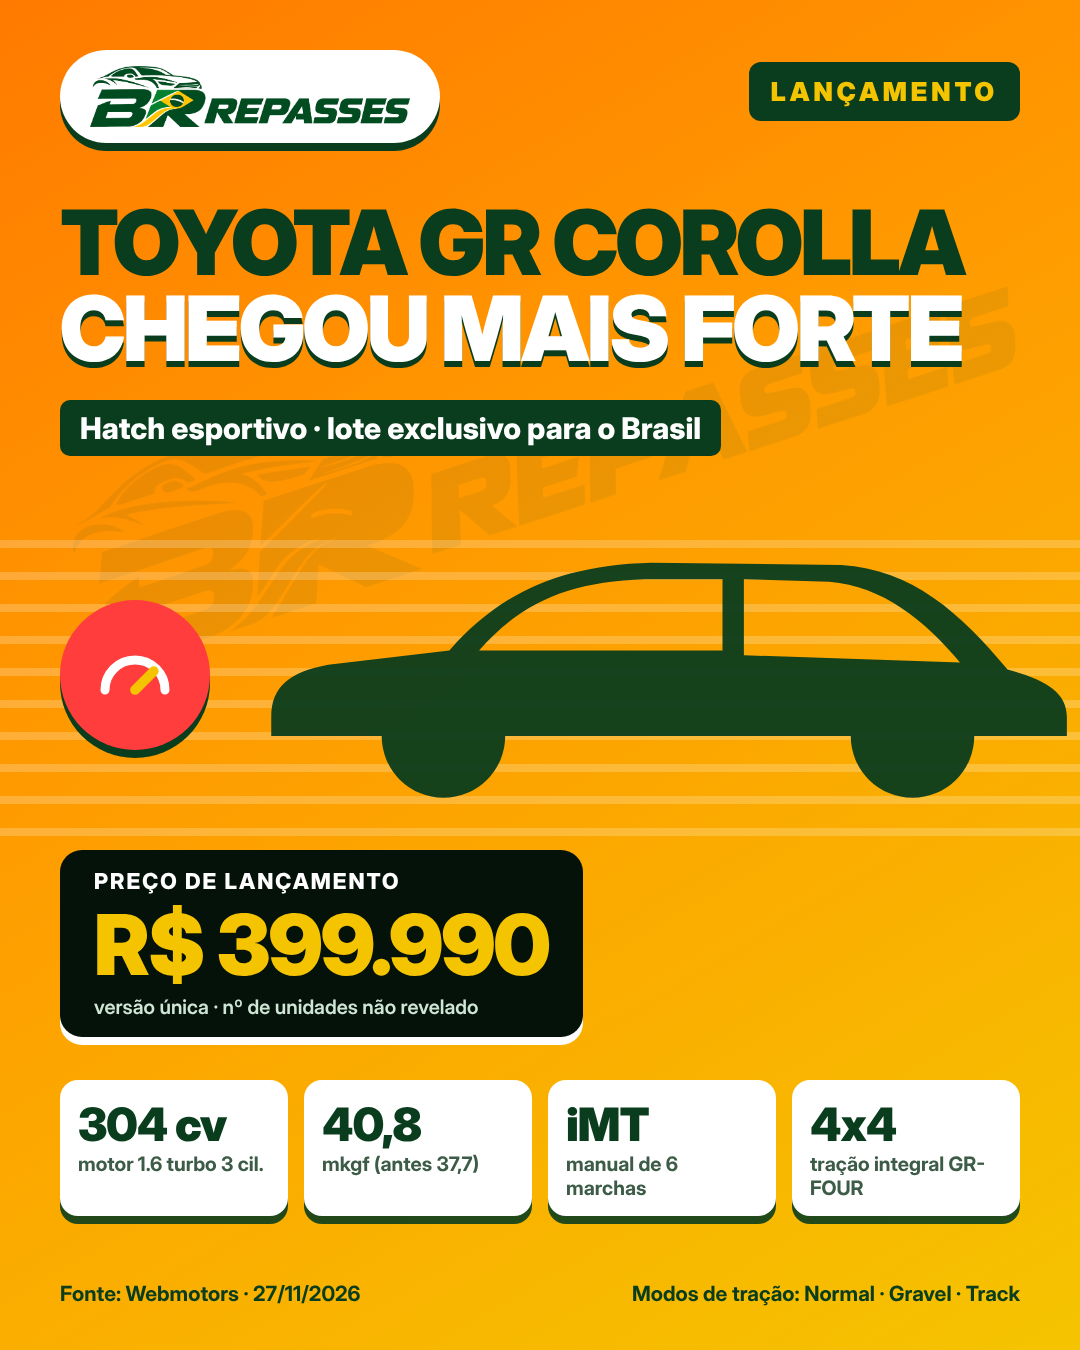 BR REPASSES
LANÇAMENTO
TOYOTA GR COROLLA
CHEGOU MAIS FORTE
Hatch esportivo · lote exclusivo para o Brasil
BR REPASSES
PREÇO DE LANÇAMENTO
R$ 399.990
versão única · nº de unidades não revelado
304 cv
motor 1.6 turbo 3 cil.
40,8
mkgf (antes 37,7)
iMT
manual de 6
marchas
4x4
tração integral GR-
FOUR
Fonte: Webmotors · 27/11/2026
Modos de tração: Normal · Gravel · Track